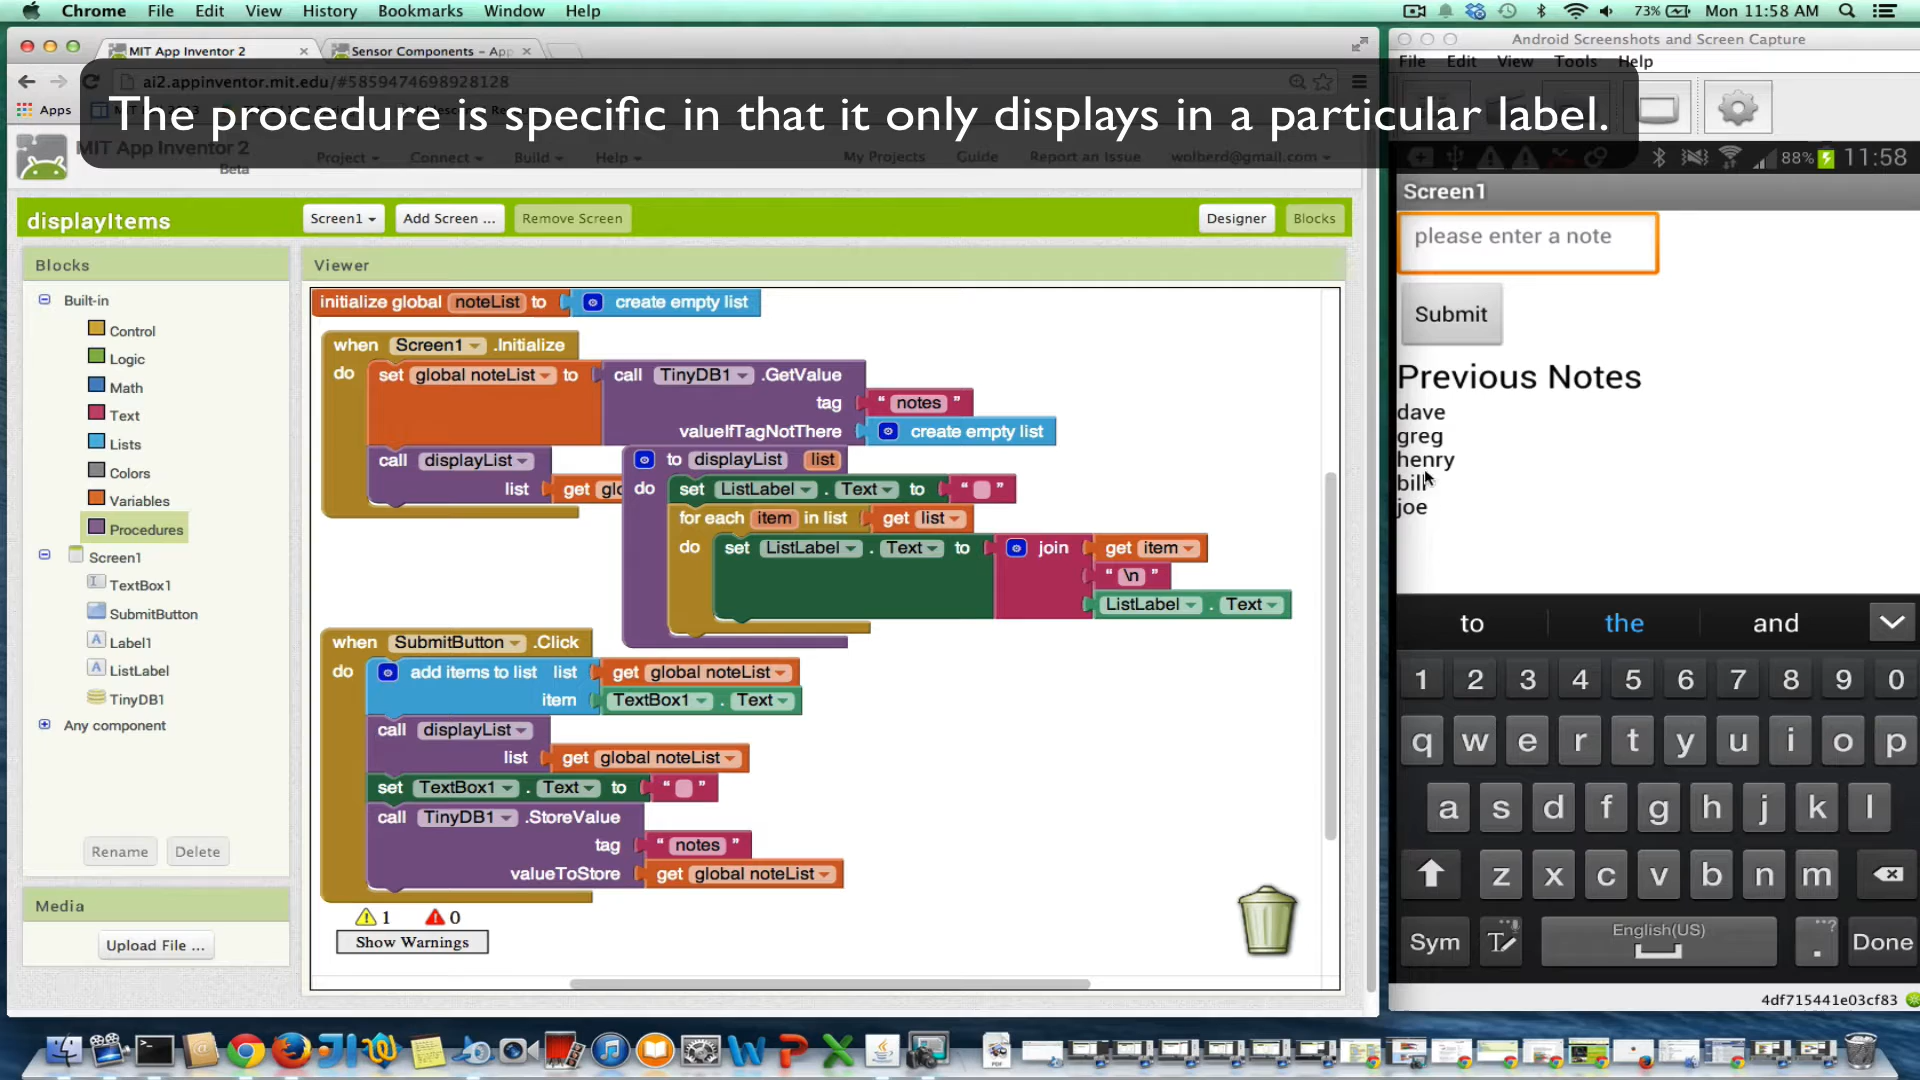 Chrome File Edit View History Bookmarks Window Help
73% Mon 11:58 AM
MIT App Inventor 2
Sensor Components – App
Android Screenshots and Screen Capture
ai2.appinventor.mit.edu/#5859474698928128
File Edit View Tools Help
Apps
The procedure is specific in that it only displays in a particular label.
MIT App Inventor 2
Beta
Project Connect Build Help
My Projects Guide Report an Issue wolberd@gmail.com
88% 11:58
Screen1
displayItems
Screen1 Add Screen ... Remove Screen
Designer Blocks
please enter a note
Submit
Previous Notes
dave
greg
henry
bill
joe
Blocks
Built-in
Control
Logic
Math
Text
Lists
Colors
Variables
Procedures
Screen1
TextBox1
SubmitButton
Label1
ListLabel
TinyDB1
Any component
Rename Delete
Media
Upload File ...
Viewer
initialize global noteList to create empty list
when Screen1 .Initialize
do set global noteList to call TinyDB1 .GetValue
tag " notes "
valueIfTagNotThere create empty list
call displayList
list get glo
to displayList list
do set ListLabel . Text to " "
for each item in list get list
do set ListLabel . Text to join get item
" \n "
ListLabel . Text
when SubmitButton .Click
do add items to list list get global noteList
item TextBox1 . Text
call displayList
list get global noteList
set TextBox1 . Text to " "
call TinyDB1 .StoreValue
tag " notes "
valueToStore get global noteList
1 0
Show Warnings
to the and
1 2 3 4 5 6 7 8 9 0
q w e r t y u i o p
a s d f g h j k l
z x c v b n m
Sym English(US) . Done
4df715441e03cf83